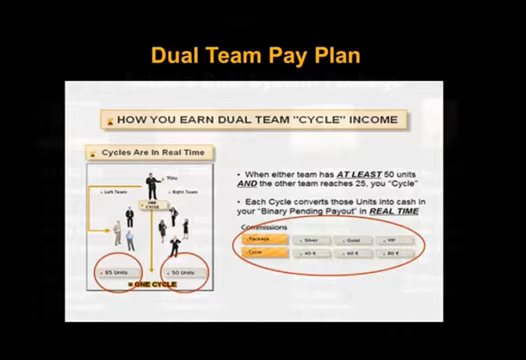 Dual Team Pay Plan
HOW YOU EARN DUAL TEAM "CYCLE" INCOME
Cycles Are In Real Time
You
Left Team
Right Team
ONE CYCLE
85 Units
50 Units
ONE CYCLE
• When either team has AT LEAST 50 units
AND the other team reaches 25, you "Cycle"
• Each Cycle converts those Units into cash in
your "Binary Pending Payout" in REAL TIME
Commissions
Package Silver Gold VIP
Cycle 40 € 60 € 80 €